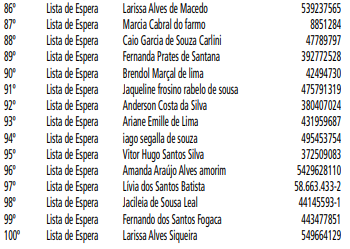 86º Lista de Espera Larissa Alves de Macedo 539237565
87º Lista de Espera Marcia Cabral do farmo 8851284
88º Lista de Espera Caio Garcia de Souza Carlini 47789797
89º Lista de Espera Fernanda Prates de Santana 392772528
90º Lista de Espera Brendol Marçal de lima 42494730
91º Lista de Espera Jaqueline frosino rabelo de sousa 475791319
92º Lista de Espera Anderson Costa da Silva 380407024
93º Lista de Espera Ariane Emille de Lima 431959687
94º Lista de Espera iago segalla de souza 495453754
95º Lista de Espera Vitor Hugo Santos Silva 372509083
96º Lista de Espera Amanda Araújo Alves amorim 5429628110
97º Lista de Espera Lívia dos Santos Batista 58.663.433-2
98º Lista de Espera Jacileia de Sousa Leal 44145593-1
99º Lista de Espera Fernando dos Santos Fogaca 443477851
100º Lista de Espera Larissa Alves Siqueira 549664129